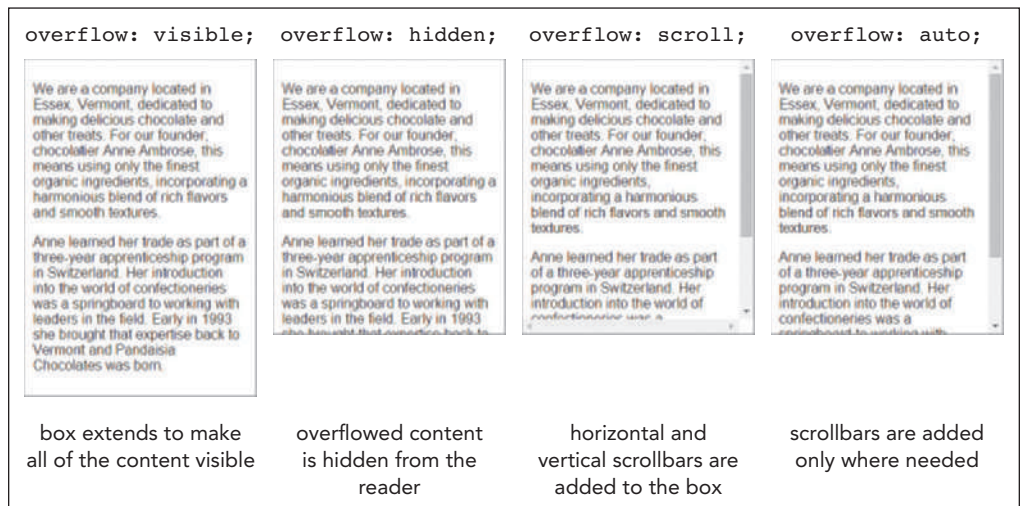 overflow: visible;
overflow: hidden;
overflow: scroll;
overflow: auto;
We are a company located in
Essex, Vermont, dedicated to
making delicious chocolate and
other treats. For our founder,
chocolatier Anne Ambrose, this
means using only the finest
organic ingredients, incorporating a
harmonious blend of rich flavors
and smooth textures.
Anne learned her trade as part of a
three-year apprenticeship program
in Switzerland. Her introduction
into the world of confectioneries
was a springboard to working with
leaders in the field. Early in 1993
she brought that expertise back to
Vermont and Pandaisia
Chocolates was born.
We are a company located in
Essex, Vermont, dedicated to
making delicious chocolate and
other treats. For our founder,
chocolatier Anne Ambrose, this
means using only the finest
organic ingredients, incorporating a
harmonious blend of rich flavors
and smooth textures.
Anne learned her trade as part of a
three-year apprenticeship program
in Switzerland. Her introduction
into the world of confectioneries
was a springboard to working with
leaders in the field. Early in 1993
she brought that expertise back to
We are a company located in
Essex, Vermont, dedicated to
making delicious chocolate and
other treats. For our founder,
chocolatier Anne Ambrose, this
means using only the finest
organic ingredients,
incorporating a harmonious
blend of rich flavors and smooth
textures.
Anne learned her trade as part
of a three-year apprenticeship
program in Switzerland. Her
introduction into the world of
confectioneries was a
We are a company located in
Essex, Vermont, dedicated to
making delicious chocolate and
other treats. For our founder,
chocolatier Anne Ambrose, this
means using only the finest
organic ingredients,
incorporating a harmonious
blend of rich flavors and smooth
textures.
Anne learned her trade as part
of a three-year apprenticeship
program in Switzerland. Her
introduction into the world of
confectioneries was a
springboard to working with
box extends to make
all of the content visible
overflowed content
is hidden from the
reader
horizontal and
vertical scrollbars are
added to the box
scrollbars are added
only where needed